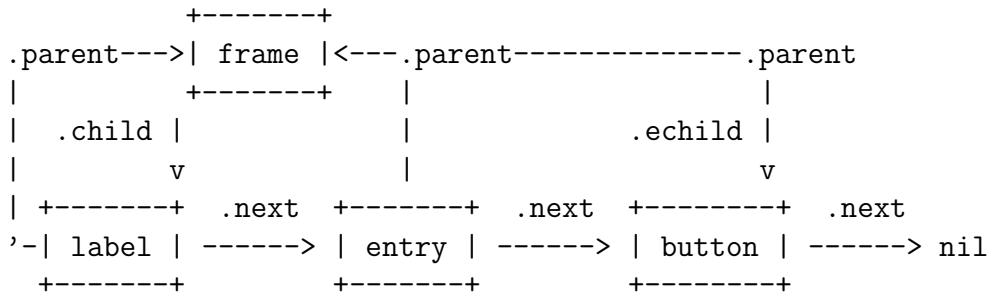 +-------+
.parent--->| frame |<---.parent--------------.parent
|          +-------+    |                     |
|  .child |             |             .echild |
|         v             |                     v
| +-------+  .next  +-------+  .next  +--------+  .next
'-| label | ------> | entry | ------> | button | ------> nil
  +-------+         +-------+         +--------+